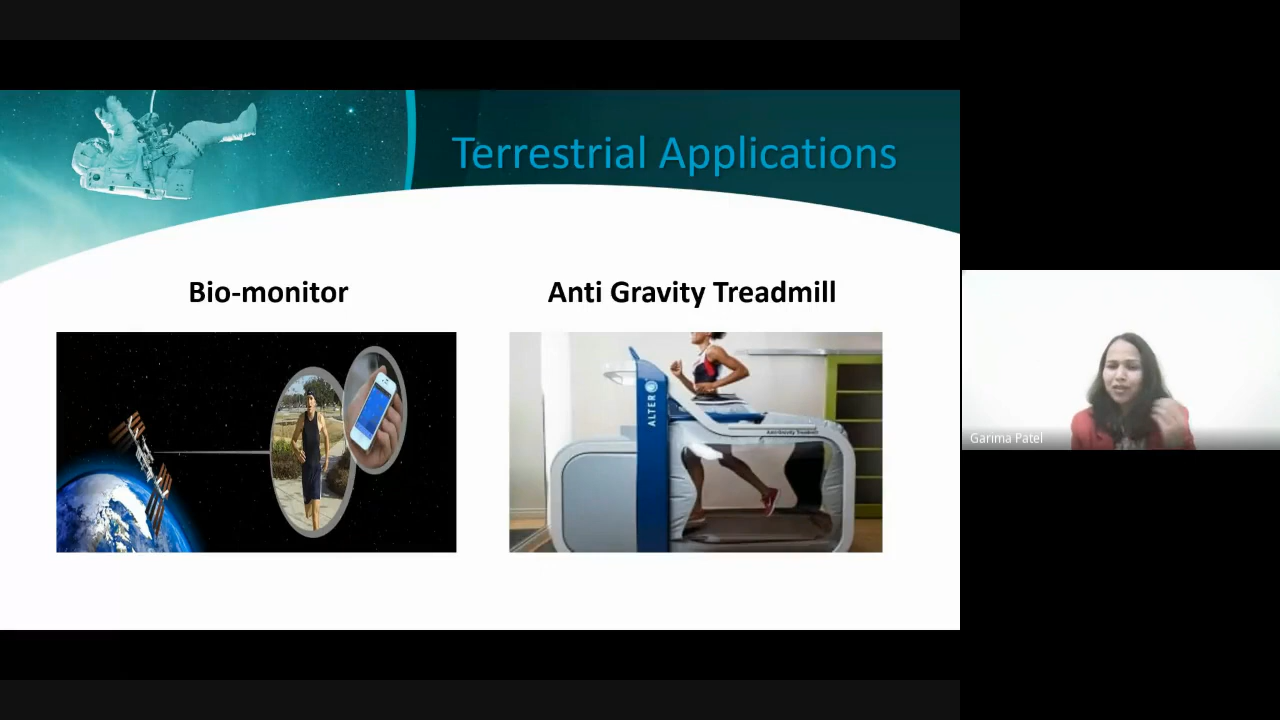 Terrestrial Applications
Bio-monitor
Anti Gravity Treadmill
ALTER
Anti-Gravity Treadmill
Garima Patel